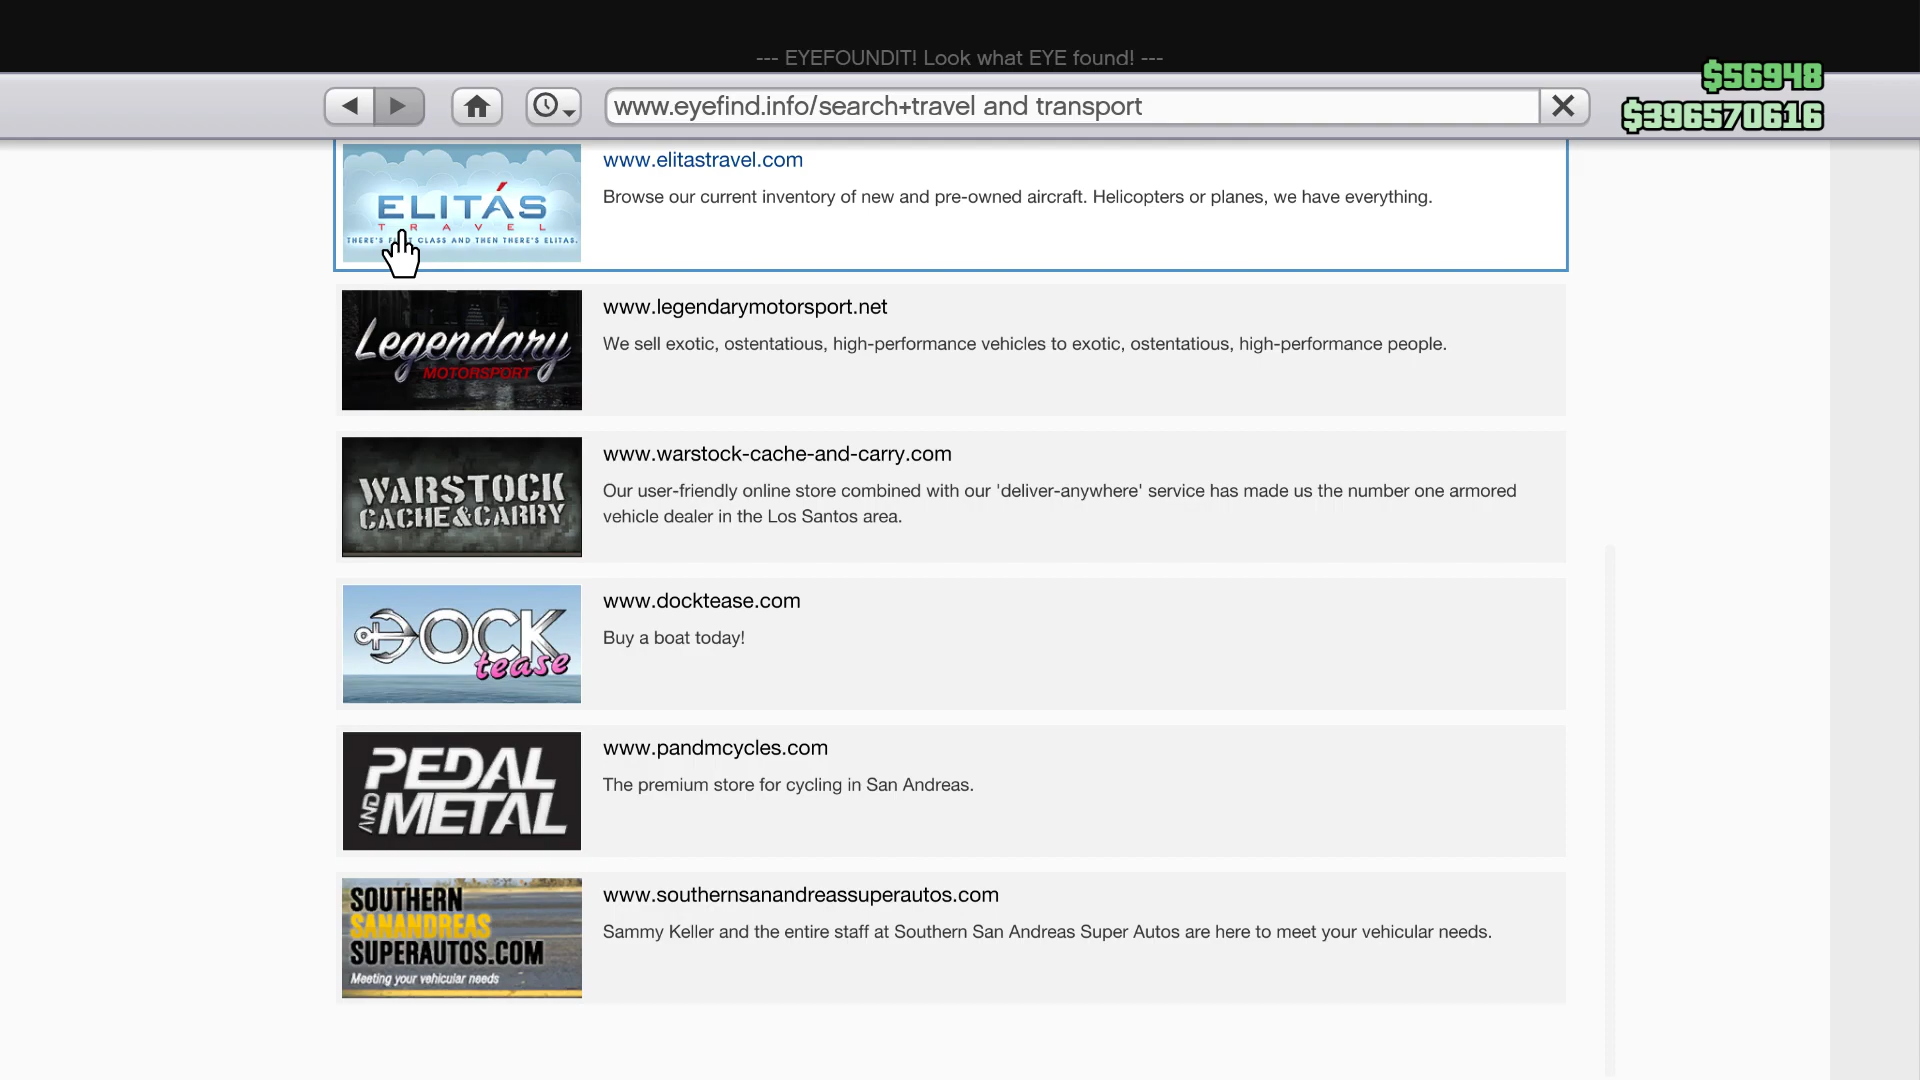 --- EYEFOUNDIT! Look what EYE found! ---
$56948
www.eyefind.info/search+travel and transport
$396570616
ELITÁS
TRAVEL
THERE'S FIRST CLASS AND THEN THERE'S ELITAS.
www.elitastravel.com
Browse our current inventory of new and pre-owned aircraft. Helicopters or planes, we have everything.
Legendary
MOTORSPORT
www.legendarymotorsport.net
We sell exotic, ostentatious, high-performance vehicles to exotic, ostentatious, high-performance people.
WARSTOCK
CACHE&CARRY
www.warstock-cache-and-carry.com
Our user-friendly online store combined with our 'deliver-anywhere' service has made us the number one armored
vehicle dealer in the Los Santos area.
DOCK
tease
www.docktease.com
Buy a boat today!
PEDAL
AND METAL
www.pandmcycles.com
The premium store for cycling in San Andreas.
SOUTHERN
SANANDREAS
SUPERAUTOS.COM
Meeting your vehicular needs
www.southernsanandreassuperautos.com
Sammy Keller and the entire staff at Southern San Andreas Super Autos are here to meet your vehicular needs.